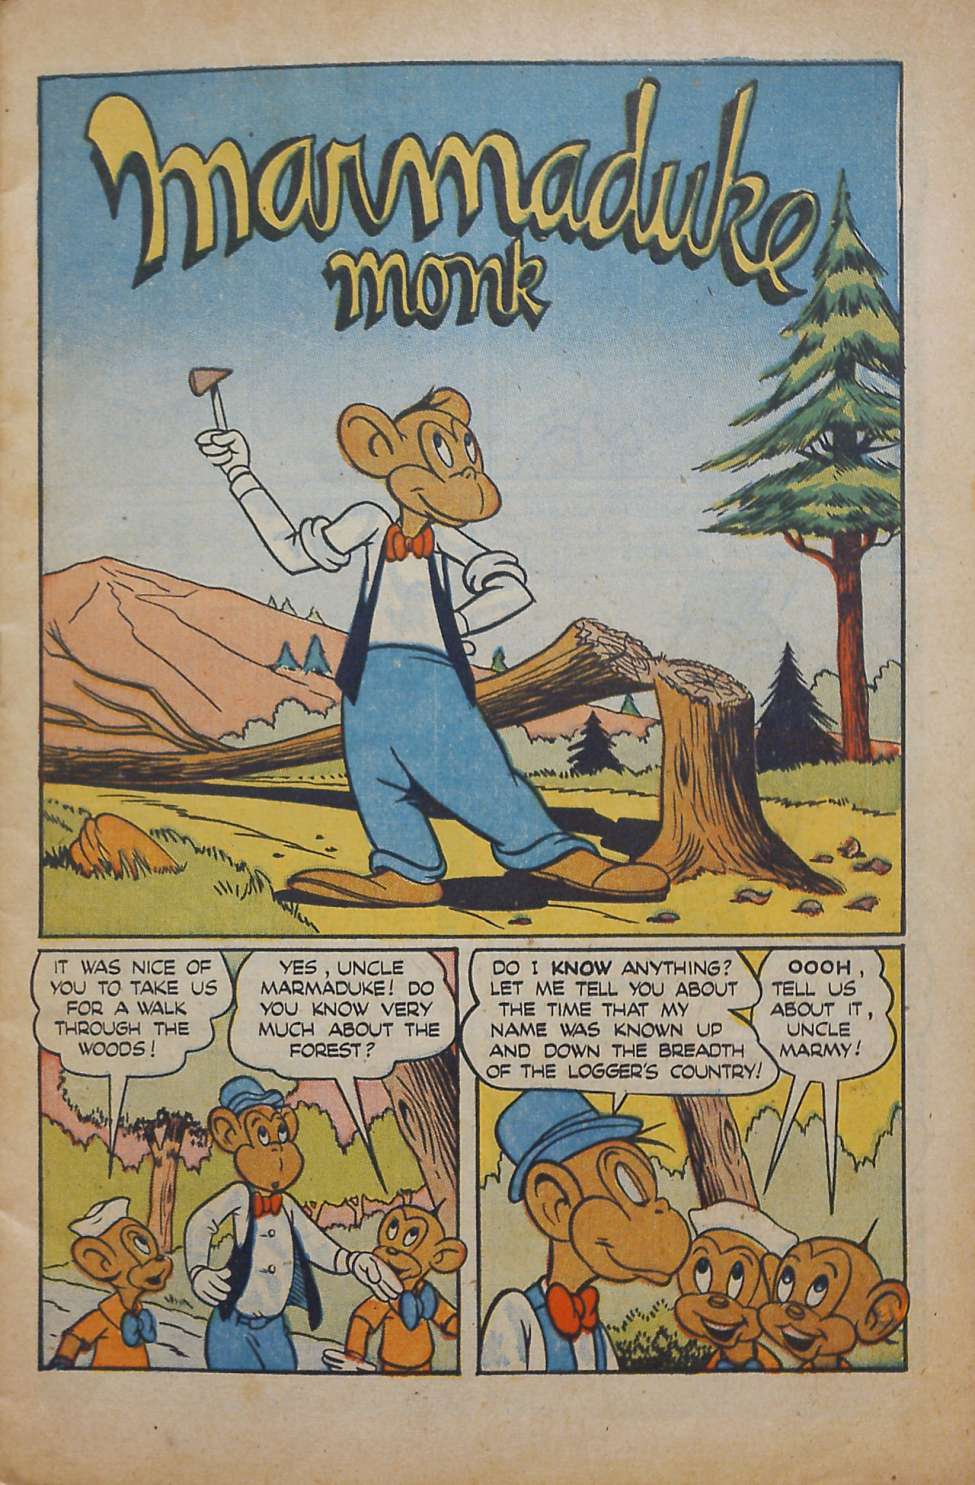 Marmaduke
monk
IT WAS NICE OF
YOU TO TAKE US
FOR A WALK
THROUGH THE
WOODS!
YES, UNCLE
MARMADUKE! DO
YOU KNOW VERY
MUCH ABOUT THE
FOREST?
DO I KNOW ANYTHING?
LET ME TELL YOU ABOUT
THE TIME THAT MY
NAME WAS KNOWN UP
AND DOWN THE BREADTH
OF THE LOGGER'S COUNTRY!
OOOH,
TELL US
ABOUT IT,
UNCLE
MARMY!